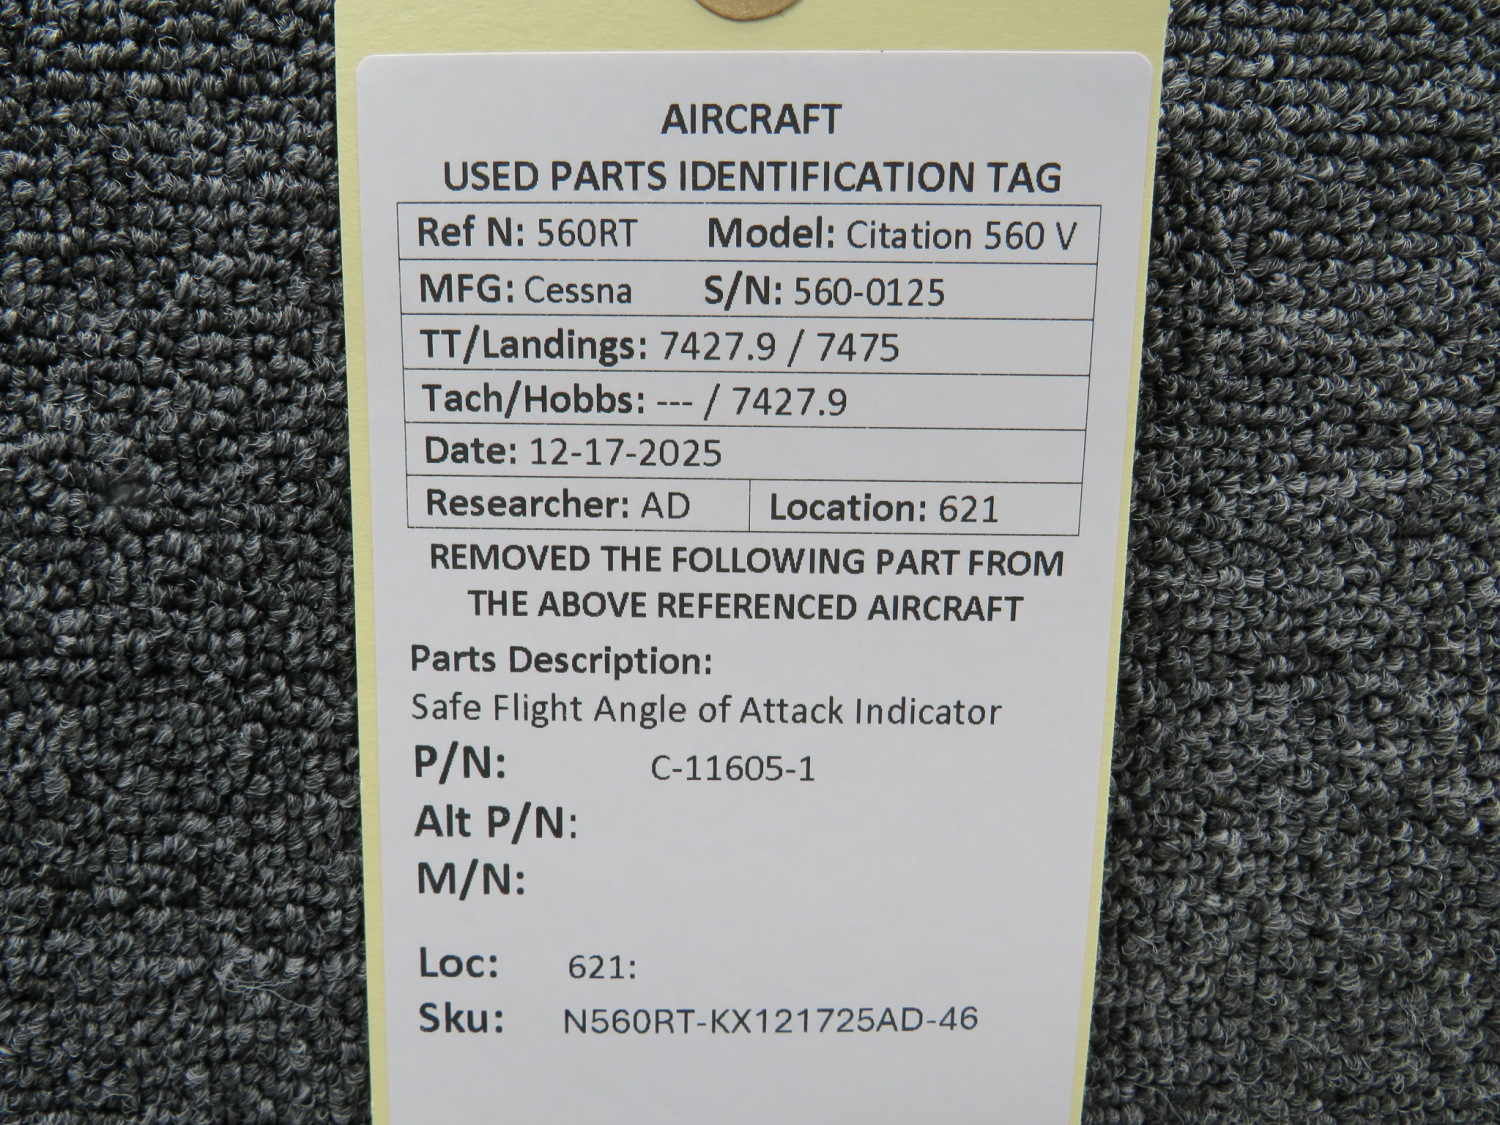 AIRCRAFT
USED PARTS IDENTIFICATION TAG
Ref N: 560RT Model: Citation 560 V
MFG: Cessna S/N: 560-0125
TT/Landings: 7427.9 / 7475
Tach/Hobbs: --- / 7427.9
Date: 12-17-2025
Researcher: AD Location: 621
REMOVED THE FOLLOWING PART FROM
THE ABOVE REFERENCED AIRCRAFT
Parts Description:
Safe Flight Angle of Attack Indicator
P/N: C-11605-1
Alt P/N:
M/N:
Loc: 621:
Sku: N560RT-KX121725AD-46